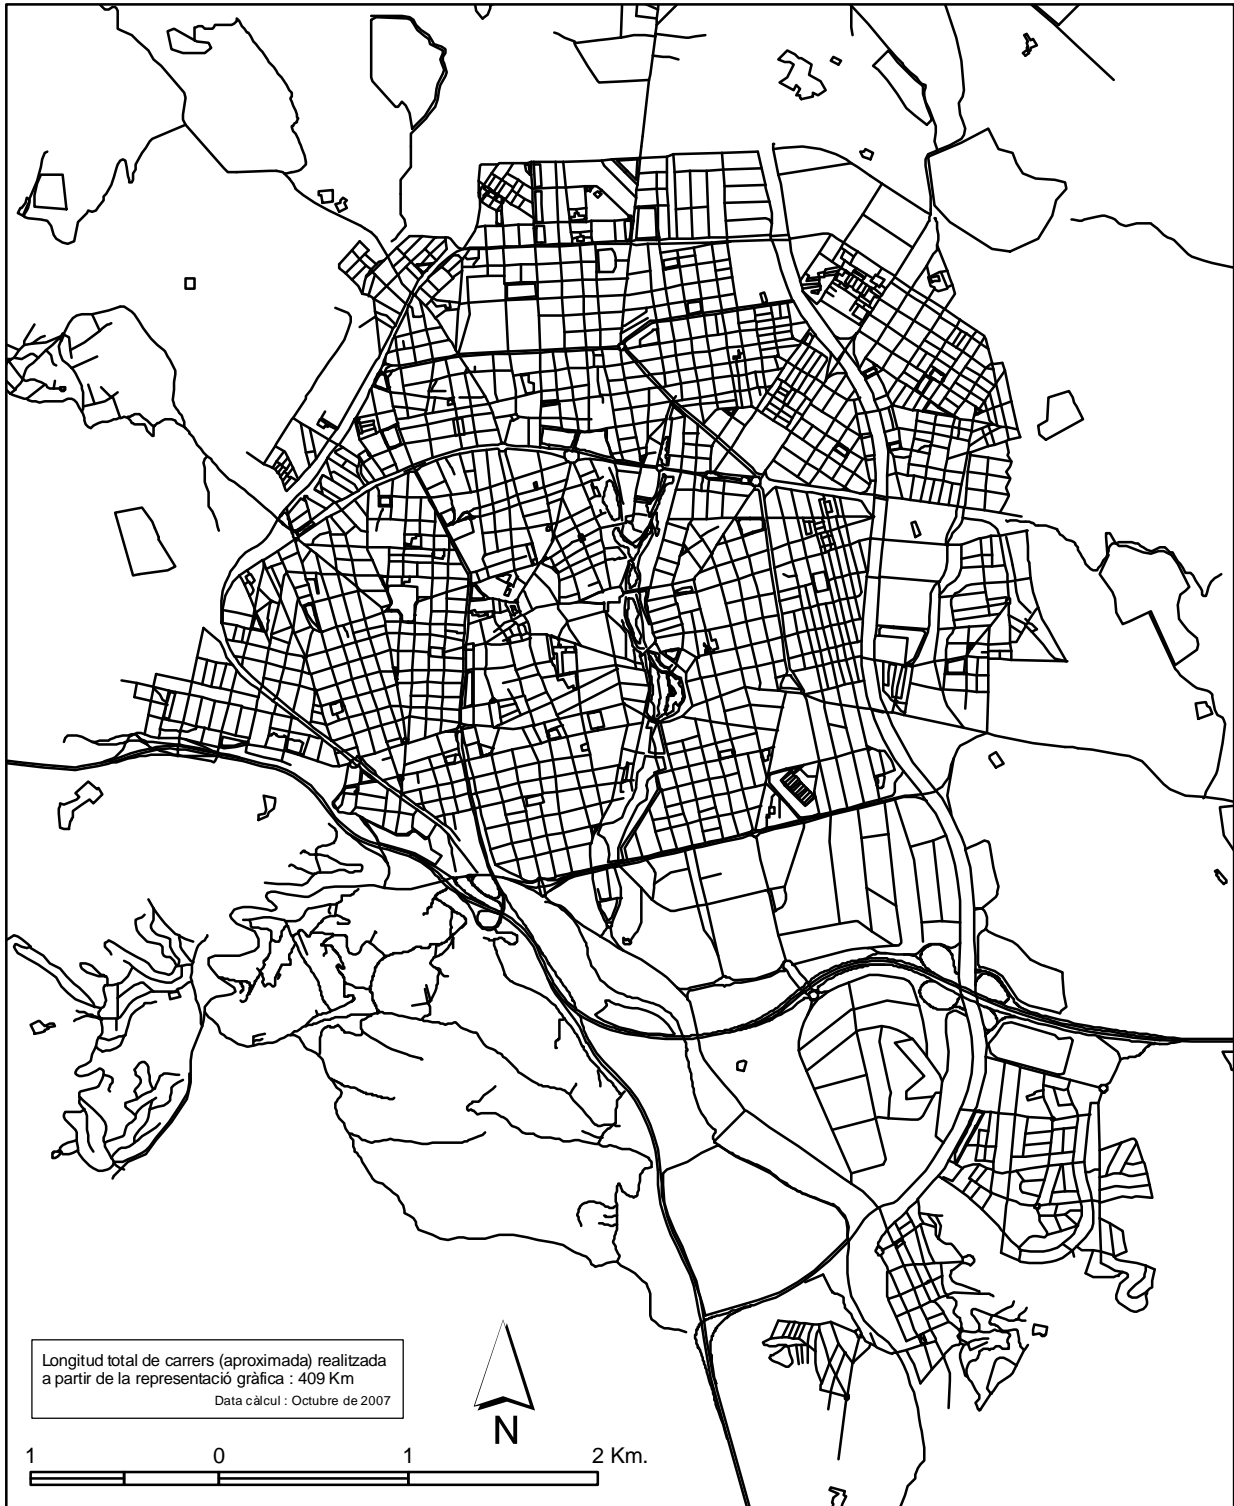 Longitud total de carrers (aproximada) realitzada
a partir de la representació gràfica : 409 Km
Data càlcul : Octubre de 2007
N
1 0 1 2 Km.